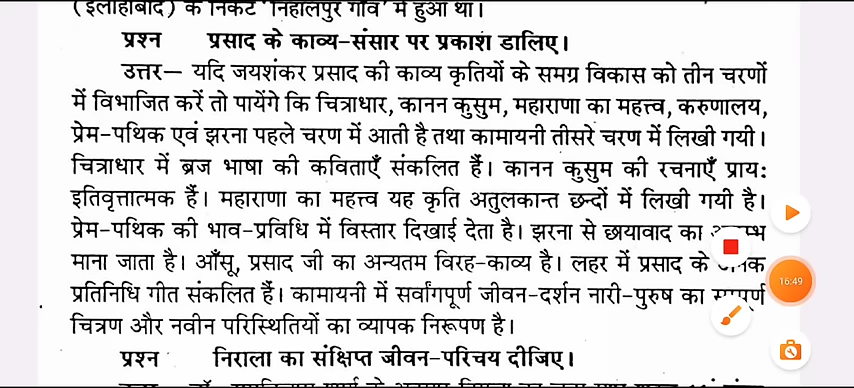 (इलाहाबाद) के निकट 'निहालपुर गाँव' में हुआ था।
प्रश्न प्रसाद के काव्य-संसार पर प्रकाश डालिए।
उत्तर— यदि जयशंकर प्रसाद की काव्य कृतियों के समग्र विकास को तीन चरणों
में विभाजित करें तो पायेंगे कि चित्राधार, कानन कुसुम, महाराणा का महत्त्व, करुणालय,
प्रेम-पथिक एवं झरना पहले चरण में आती है तथा कामायनी तीसरे चरण में लिखी गयी।
चित्राधार में ब्रज भाषा की कविताएँ संकलित हैं। कानन कुसुम की रचनाएँ प्राय:
इतिवृत्तात्मक हैं। महाराणा का महत्त्व यह कृति अतुलकान्त छन्दों में लिखी गयी है।
प्रेम-पथिक की भाव-प्रविधि में विस्तार दिखाई देता है। झरना से छायावाद का
माना जाता है। आँसू, प्रसाद जी का अन्यतम विरह-काव्य है। लहर में प्रसाद के
प्रतिनिधि गीत संकलित हैं। कामायनी में सर्वांगपूर्ण जीवन-दर्शन नारी-पुरुष का
चित्रण और नवीन परिस्थितियों का व्यापक निरूपण है।
प्रश्न निराला का संक्षिप्त जीवन-परिचय दीजिए।
16:49